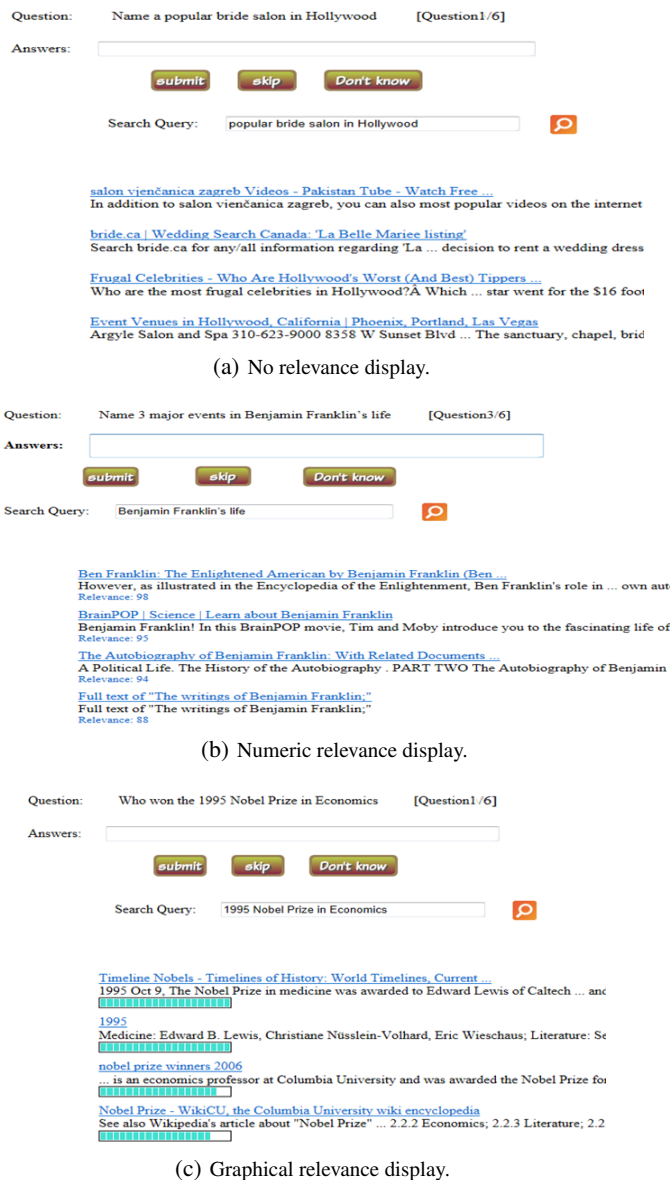 Question: Name a popular bride salon in Hollywood [Question1/6]
Answers:
submit skip Don't know
Search Query: popular bride salon in Hollywood
salon vjenčanica zagreb Videos - Pakistan Tube - Watch Free ...
In addition to salon vienčanica zagreb, you can also most popular videos on the internet
bride.ca | Wedding Search Canada: 'La Belle Mariee listing'
Search bride.ca for any/all information regarding 'La ... decision to rent a wedding dress
Frugal Celebrities - Who Are Hollywood's Worst (And Best) Tippers ...
Who are the most frugal celebrities in Hollywood?Â Which ... star went for the $16 foot
Event Venues in Hollywood, California | Phoenix, Portland, Las Vegas
Argyle Salon and Spa 310-623-9000 8358 W Sunset Blvd ... The sanctuary, chapel, brid
(a) No relevance display.
Question: Name 3 major events in Benjamin Franklin's life [Question3/6]
Answers:
submit skip Don't know
Search Query: Benjamin Franklin's life
Ben Franklin: The Enlightened American by Benjamin Franklin (Ben ...
However, as illustrated in the Encyclopedia of the Enlightenment, Ben Franklin's role in ... own aut
Relevance: 98
BrainPOP | Science | Learn about Benjamin Franklin
Benjamin Franklin! In this BrainPOP movie, Tim and Moby introduce you to the fascinating life of
Relevance: 95
The Autobiography of Benjamin Franklin: With Related Documents ...
A Political Life. The History of the Autobiography . PART TWO The Autobiography of Benjamin
Relevance: 94
Full text of "The writings of Benjamin Franklin;"
Full text of "The writings of Benjamin Franklin;"
Relevance: 88
(b) Numeric relevance display.
Question: Who won the 1995 Nobel Prize in Economics [Question1/6]
Answers:
submit skip Don't know
Search Query: 1995 Nobel Prize in Economics
Timeline Nobels - Timelines of History: World Timelines, Current ...
1995 Oct 9, The Nobel Prize in medicine was awarded to Edward Lewis of Caltech ... and
1995
Medicine: Edward B. Lewis, Christiane Nüsslein-Volhard, Eric Wieschaus; Literature: Se
nobel prize winners 2006
... is an economics professor at Columbia University and was awarded the Nobel Prize for
Nobel Prize - WikiCU, the Columbia University wiki encyclopedia
See also Wikipedia's article about "Nobel Prize" ... 2.2.2 Economics; 2.2.3 Literature; 2.2
(c) Graphical relevance display.